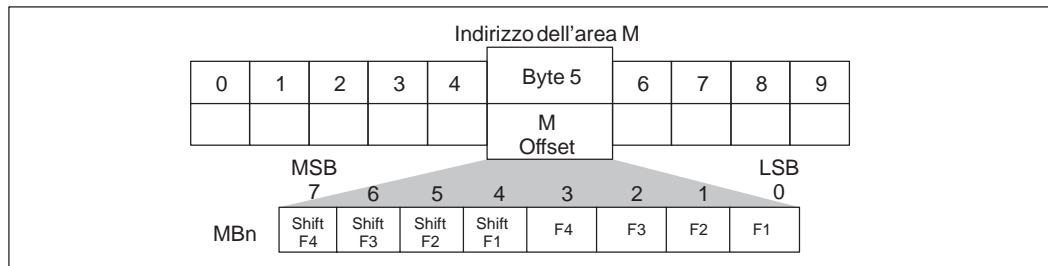 Indirizzo dell'area M
0 1 2 3 4 Byte 5 6 7 8 9
M
Offset
MSB LSB
7 6 5 4 3 2 1 0
MBn Shift F4 Shift F3 Shift F2 Shift F1 F4 F3 F2 F1